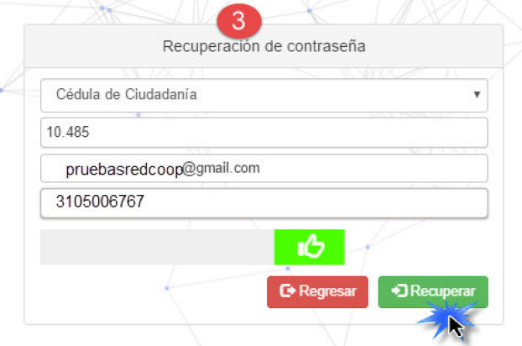 3
Recuperación de contraseña
Cédula de Ciudadanía
10.485
pruebasredcoop@gmail.com
3105006767
Regresar
Recuperar